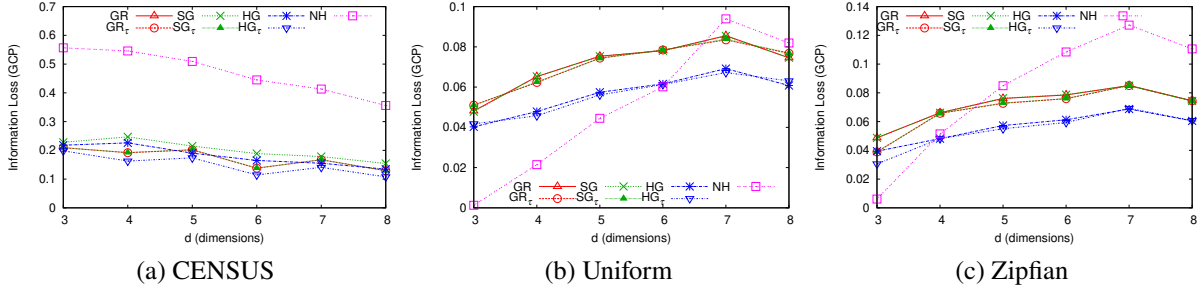 Information Loss (GCP)
0.7
0.6
0.5
0.4
0.3
0.2
0.1
0
3 4 5 6 7 8
d (dimensions)
GR SG HG NH
GRτ SGτ HGτ
(a) CENSUS
Information Loss (GCP)
0.1
0.08
0.06
0.04
0.02
0
3 4 5 6 7 8
d (dimensions)
GR SG HG NH
GRτ SGτ HGτ
(b) Uniform
Information Loss (GCP)
0.14
0.12
0.1
0.08
0.06
0.04
0.02
0
3 4 5 6 7 8
d (dimensions)
GR SG HG NH
GRτ SGτ HGτ
(c) Zipfian